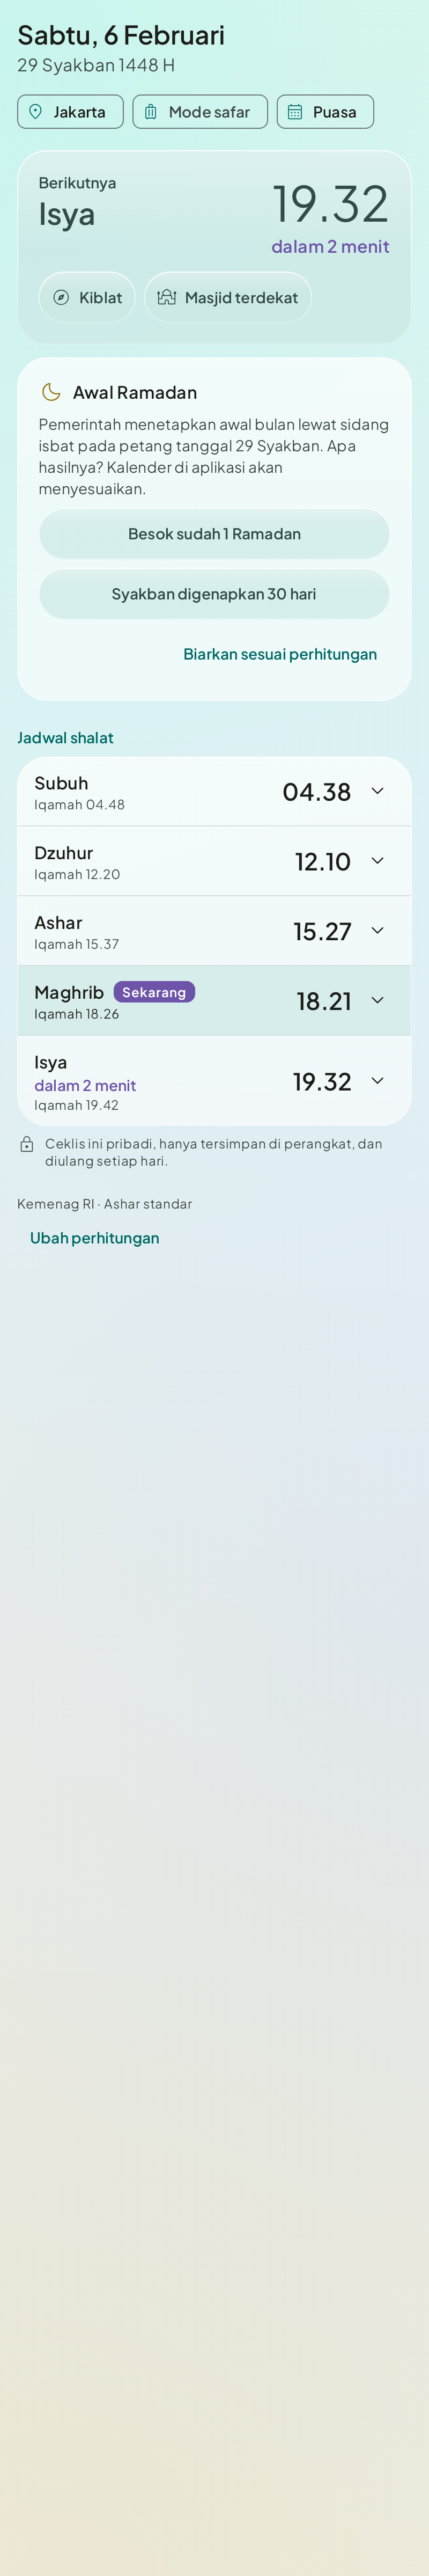 Sabtu, 6 Februari
29 Syakban 1448 H
Jakarta
Mode safar
Puasa
Berikutnya
Isya
19.32
dalam 2 menit
Kiblat
Masjid terdekat
Awal Ramadan
Pemerintah menetapkan awal bulan lewat sidang
isbat pada petang tanggal 29 Syakban. Apa
hasilnya? Kalender di aplikasi akan
menyesuaikan.
Besok sudah 1 Ramadan
Syakban digenapkan 30 hari
Biarkan sesuai perhitungan
Jadwal shalat
Subuh
Iqamah 04.48
04.38
Dzuhur
Iqamah 12.20
12.10
Ashar
Iqamah 15.37
15.27
Maghrib
Sekarang
Iqamah 18.26
18.21
Isya
dalam 2 menit
Iqamah 19.42
19.32
Ceklis ini pribadi, hanya tersimpan di perangkat, dan
diulang setiap hari.
Kemenag RI · Ashar standar
Ubah perhitungan